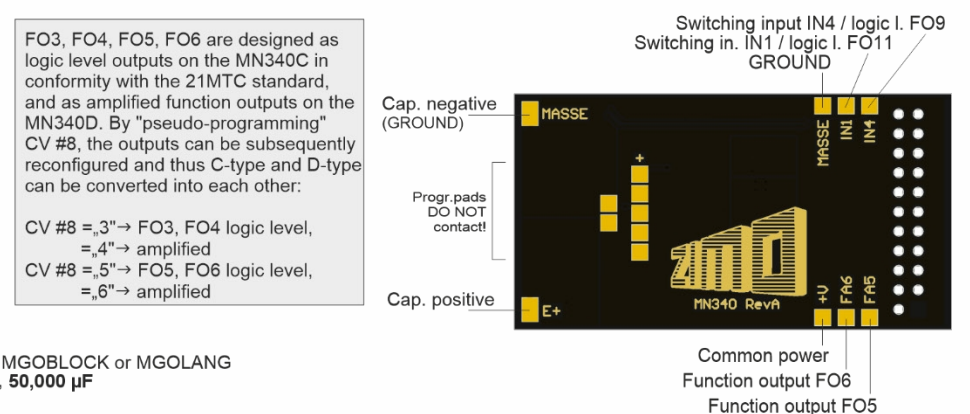 FO3, FO4, FO5, FO6 are designed as
logic level outputs on the MN340C in
conformity with the 21MTC standard,
and as amplified function outputs on the
MN340D. By "pseudo-programming"
CV #8, the outputs can be subsequently
reconfigured and thus C-type and D-type
can be converted into each other:
CV #8 =„3"→ FO3, FO4 logic level,
=„4"→ amplified
CV #8 =„5"→ FO5, FO6 logic level,
=„6"→ amplified
MGOBLOCK or MGOLANG
, 50,000 µF
Switching input IN4 / logic l. FO9
Switching in. IN1 / logic l. FO11
GROUND
Cap. negative
(GROUND)
MASSE
MASSE
IN1
IN4
+
Progr.pads
DO NOT
contact!
ZIMO
MN340 RevA
Cap. positive
E+
+V
FA6
FA5
Common power
Function output FO6
Function output FO5